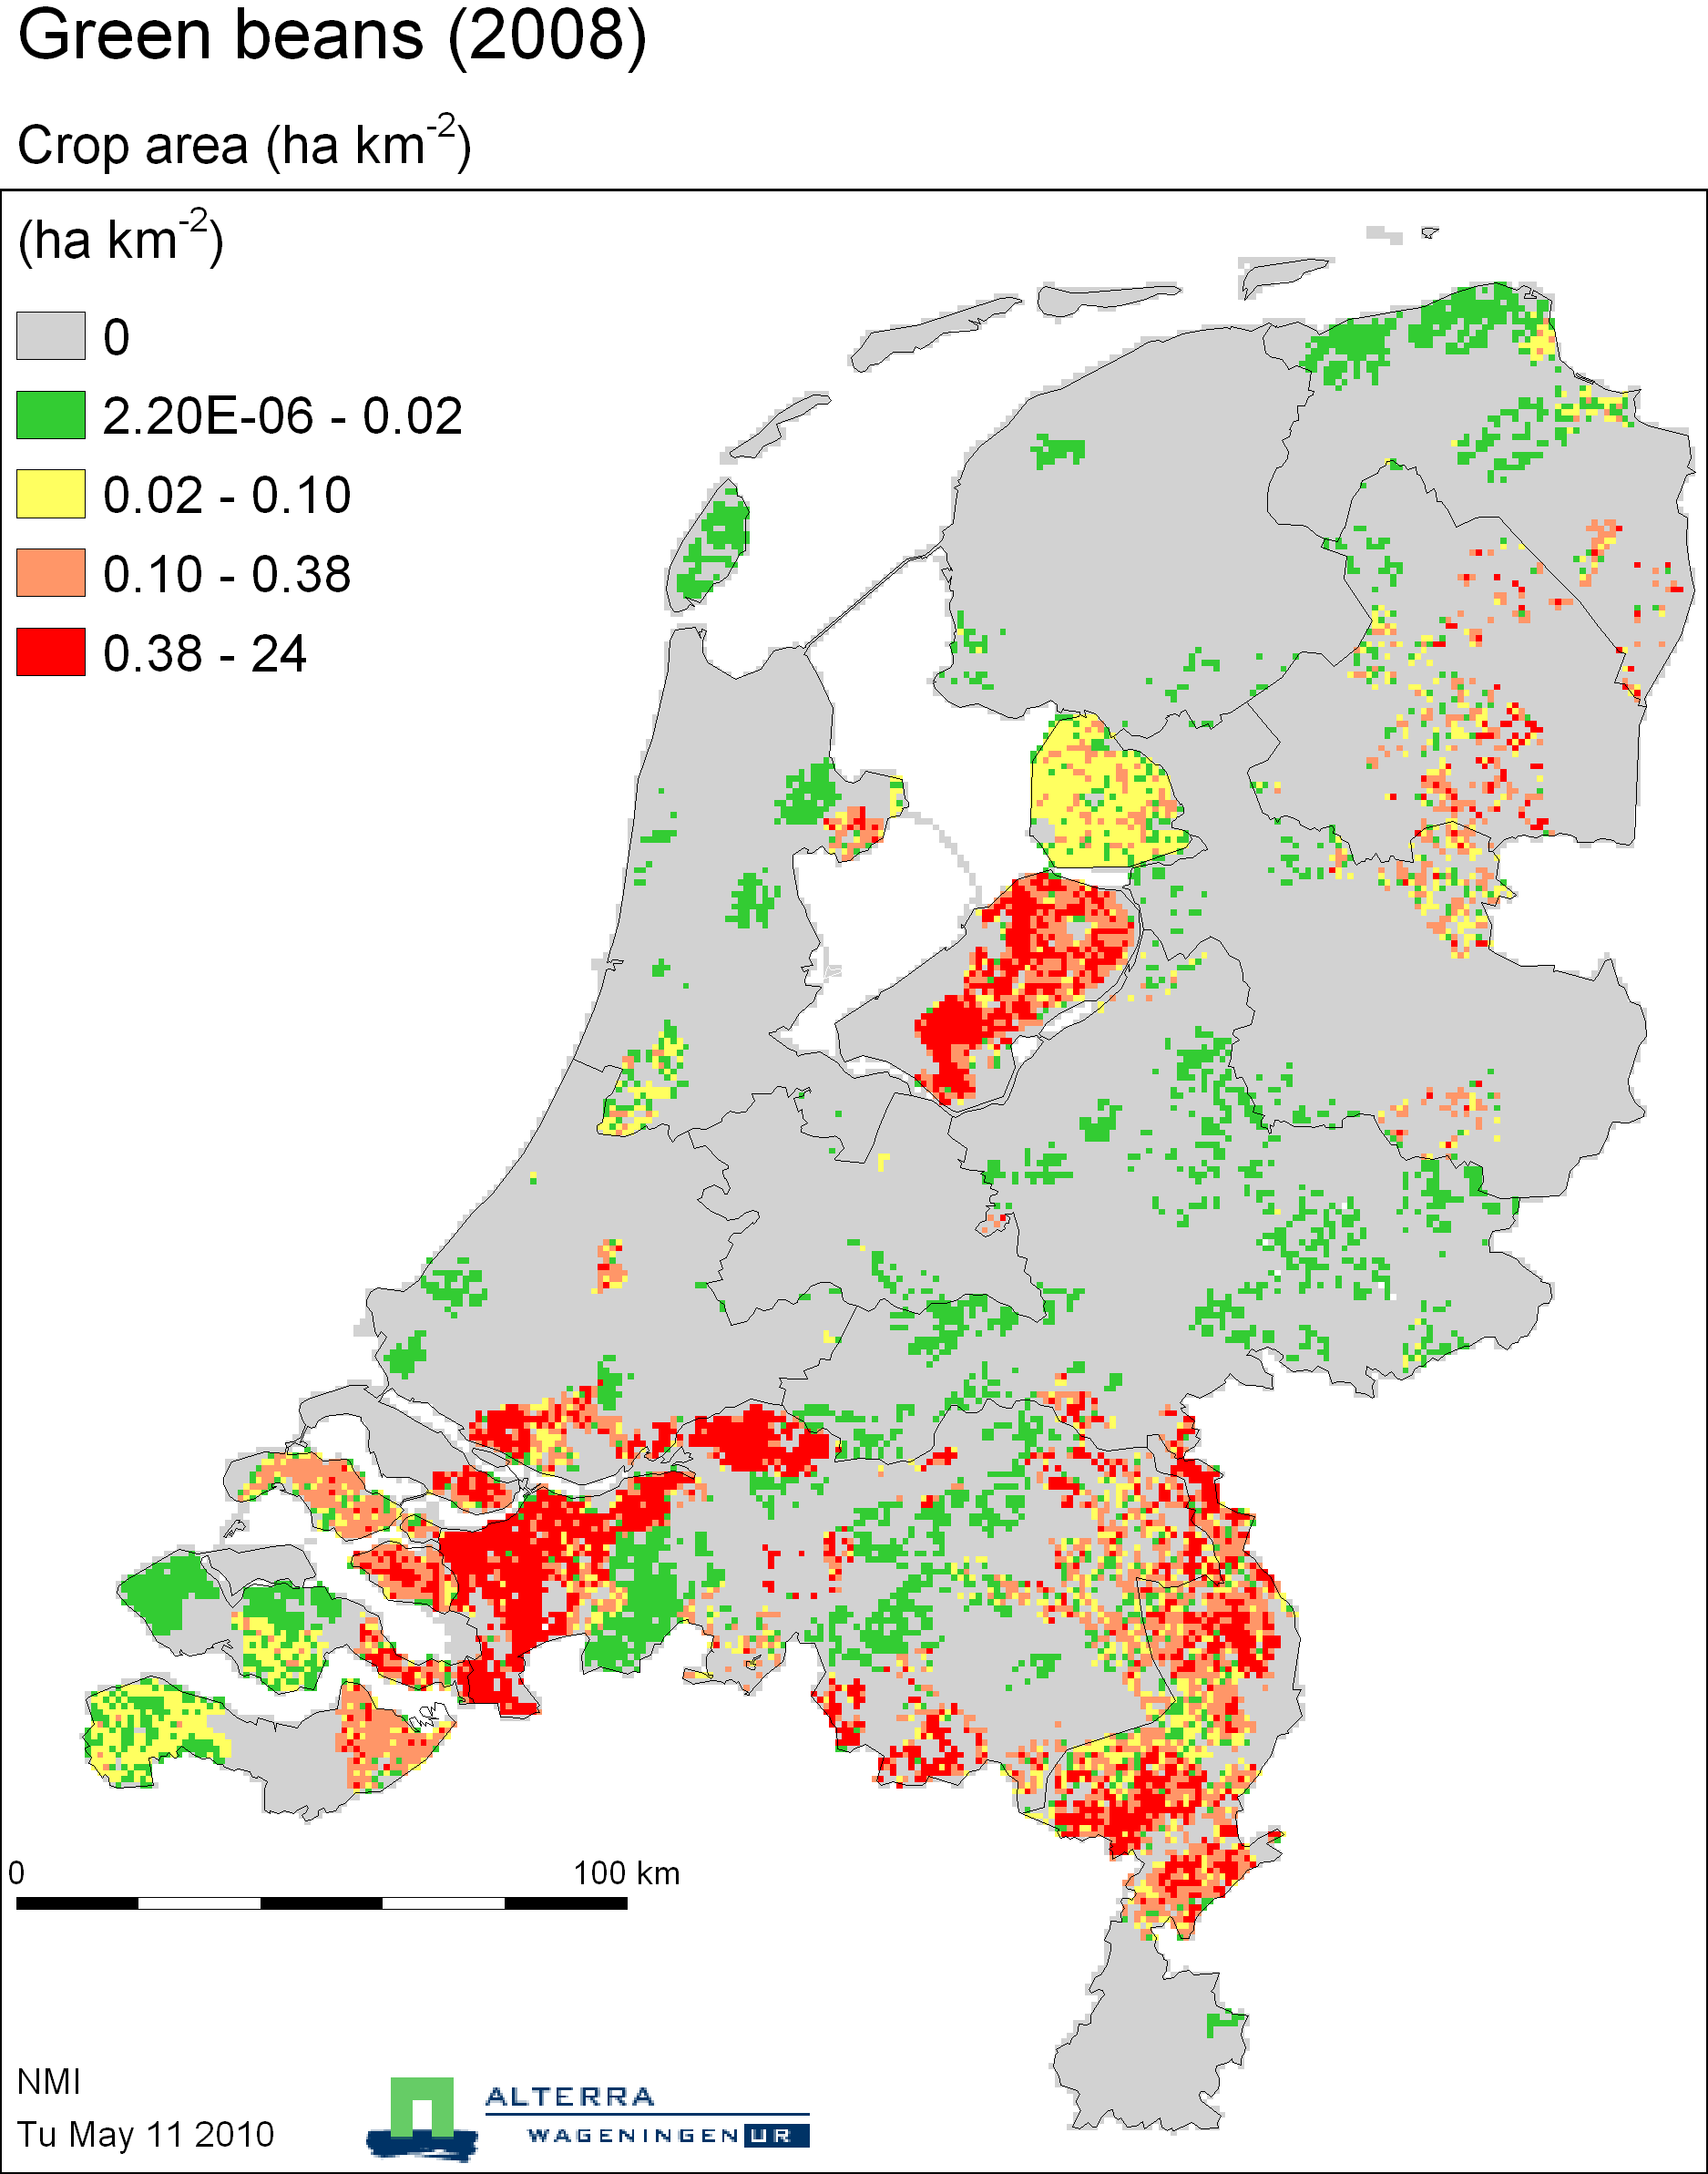 Green beans (2008)
Crop area (ha km-2)
(ha km-2)
0
2.20E-06 - 0.02
0.02 - 0.10
0.10 - 0.38
0.38 - 24
0 100 km
NMI
Tu May 11 2010
ALTERRA
WAGENINGEN UR